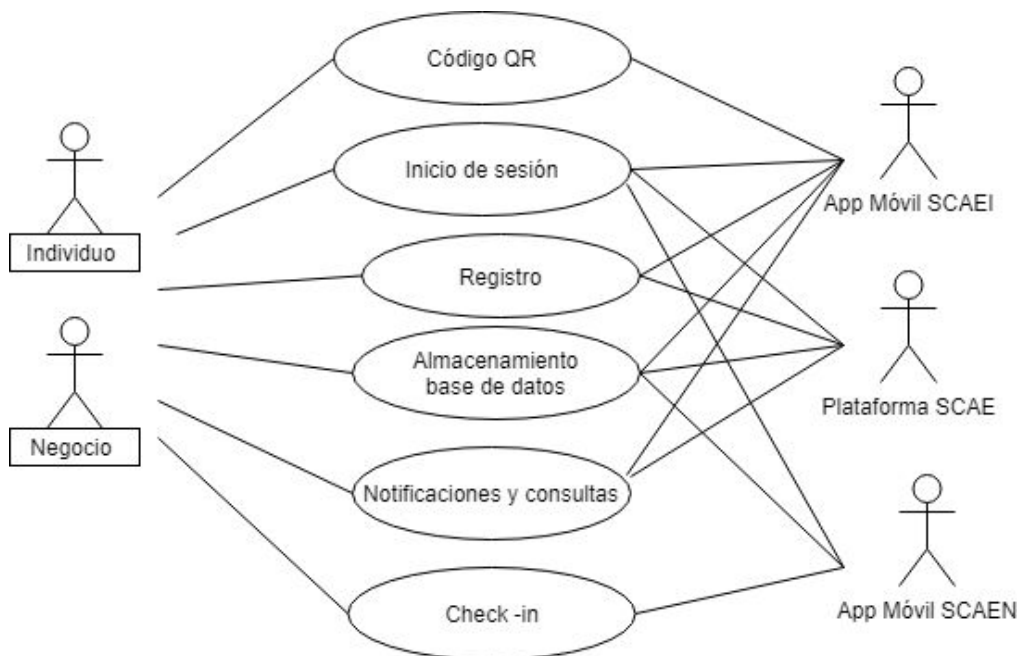 Código QR
Inicio de sesión
App Móvil SCAEI
Individuo
Registro
Almacenamiento
base de datos
Plataforma SCAE
Negocio
Notificaciones y consultas
Check -in
App Móvil SCAEN